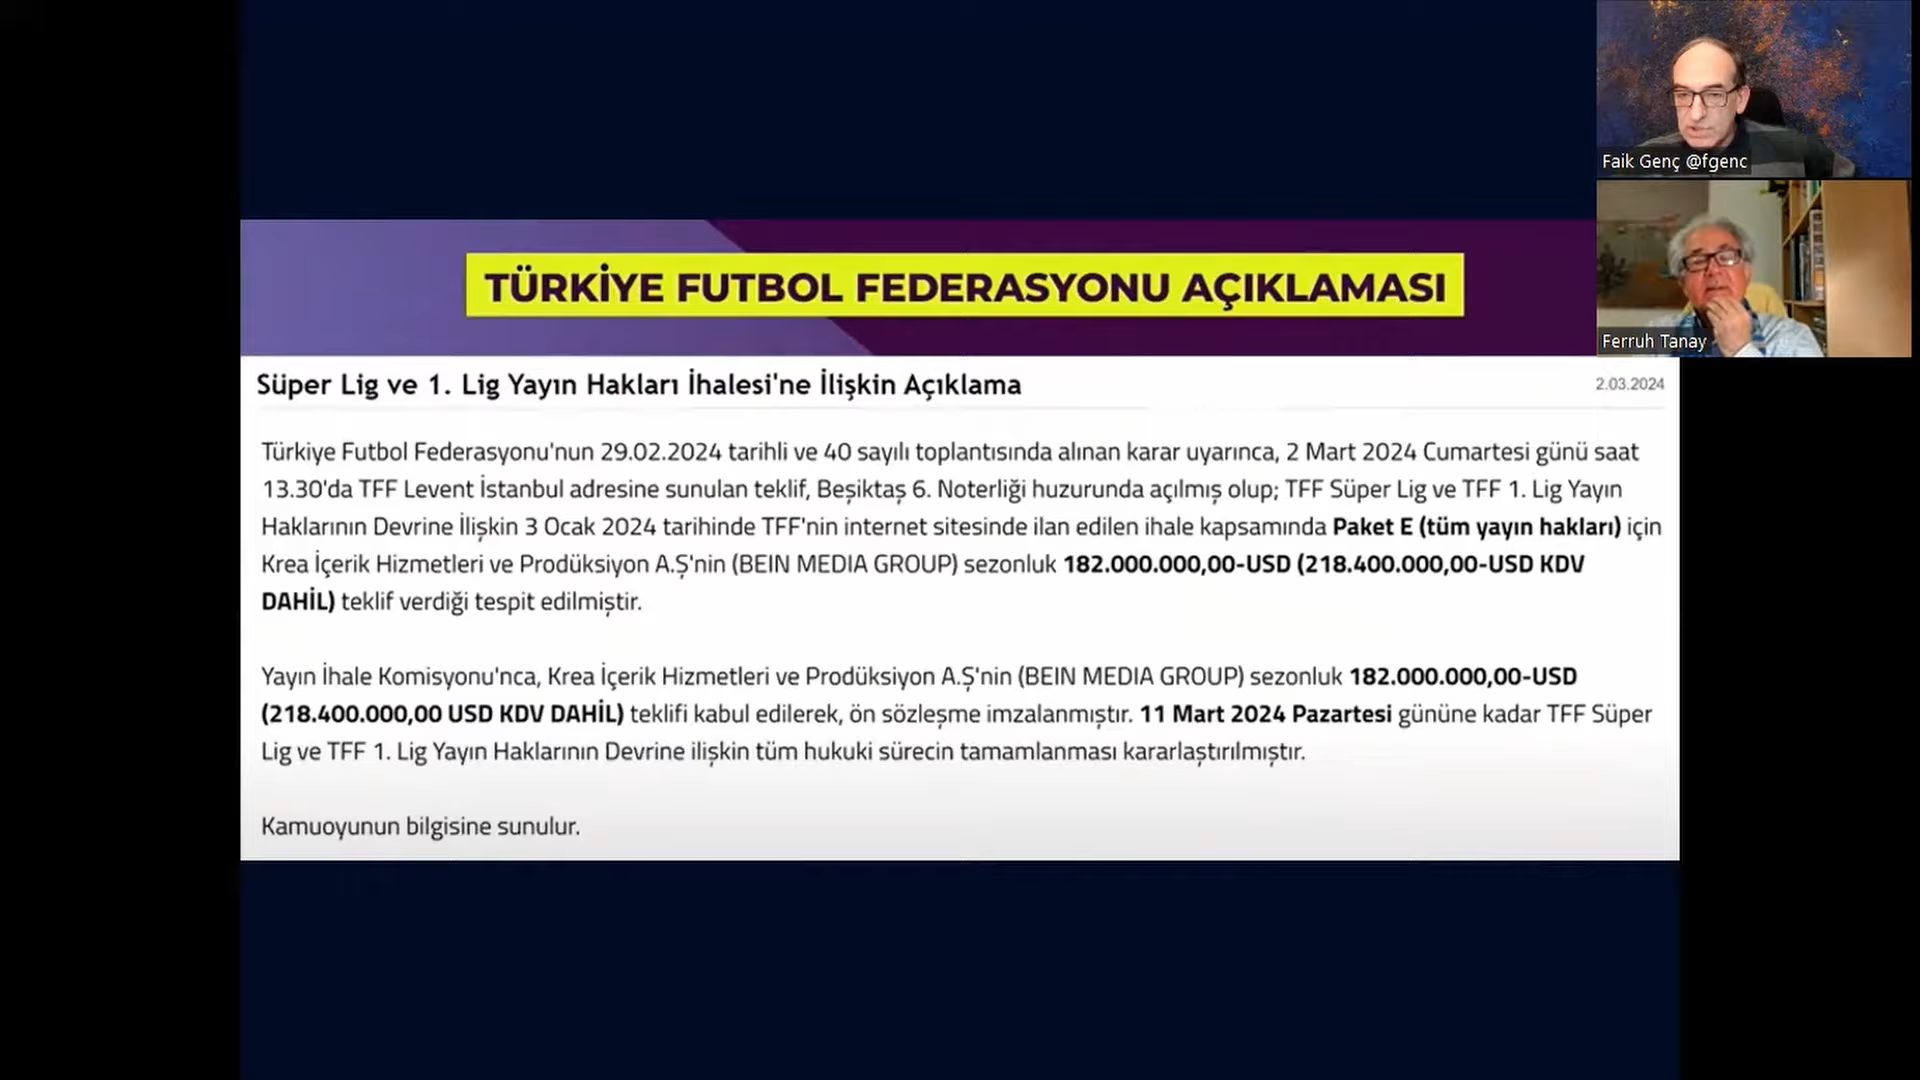 Faik Genç @fgenc
Ferruh Tanay
TÜRKİYE FUTBOL FEDERASYONU AÇIKLAMASI
Süper Lig ve 1. Lig Yayın Hakları İhalesi'ne İlişkin Açıklama
2.03.2024
Türkiye Futbol Federasyonu'nun 29.02.2024 tarihli ve 40 sayılı toplantısında alınan karar uyarınca, 2 Mart 2024 Cumartesi günü saat
13.30'da TFF Levent İstanbul adresine sunulan teklif, Beşiktaş 6. Noterliği huzurunda açılmış olup; TFF Süper Lig ve TFF 1. Lig Yayın
Haklarının Devrine İlişkin 3 Ocak 2024 tarihinde TFF'nin internet sitesinde ilan edilen ihale kapsamında Paket E (tüm yayın hakları) için
Krea İçerik Hizmetleri ve Prodüksiyon A.Ş'nin (BEIN MEDIA GROUP) sezonluk 182.000.000,00-USD (218.400.000,00-USD KDV
DAHİL) teklif verdiği tespit edilmiştir.
Yayın İhale Komisyonu'nca, Krea İçerik Hizmetleri ve Prodüksiyon A.Ş'nin (BEIN MEDIA GROUP) sezonluk 182.000.000,00-USD
(218.400.000,00 USD KDV DAHİL) teklifi kabul edilerek, ön sözleşme imzalanmıştır. 11 Mart 2024 Pazartesi gününe kadar TFF Süper
Lig ve TFF 1. Lig Yayın Haklarının Devrine ilişkin tüm hukuki sürecin tamamlanması kararlaştırılmıştır.
Kamuoyunun bilgisine sunulur.